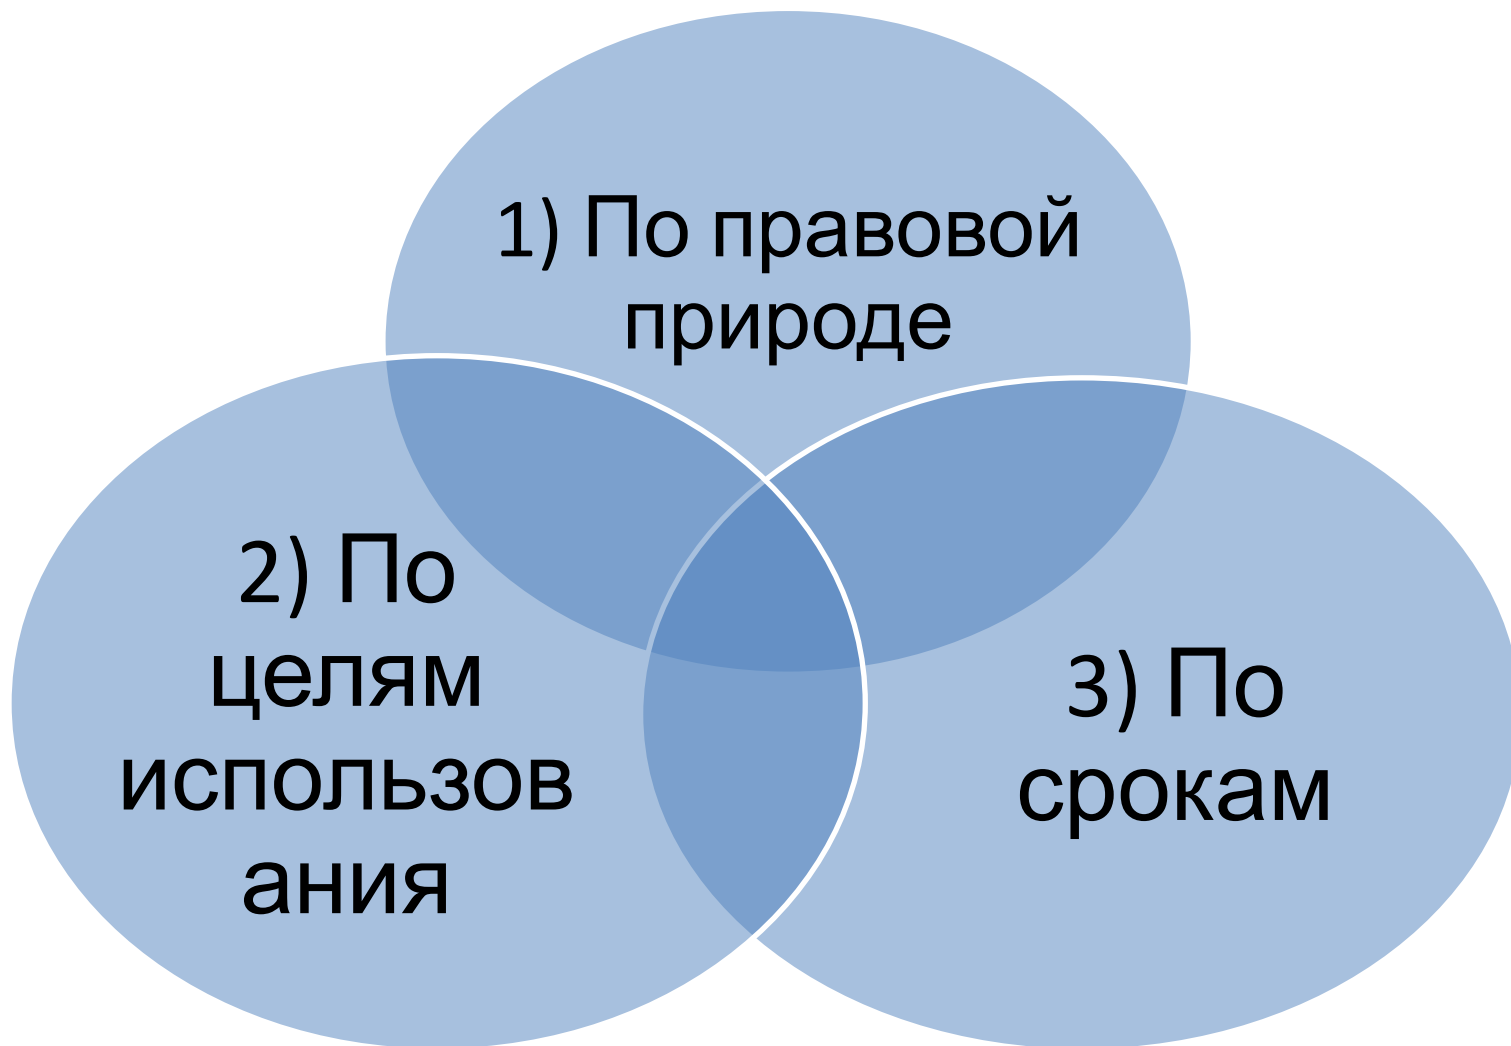 1) По правовой
природе
2) По
целям
использов
ания
3) По
срокам